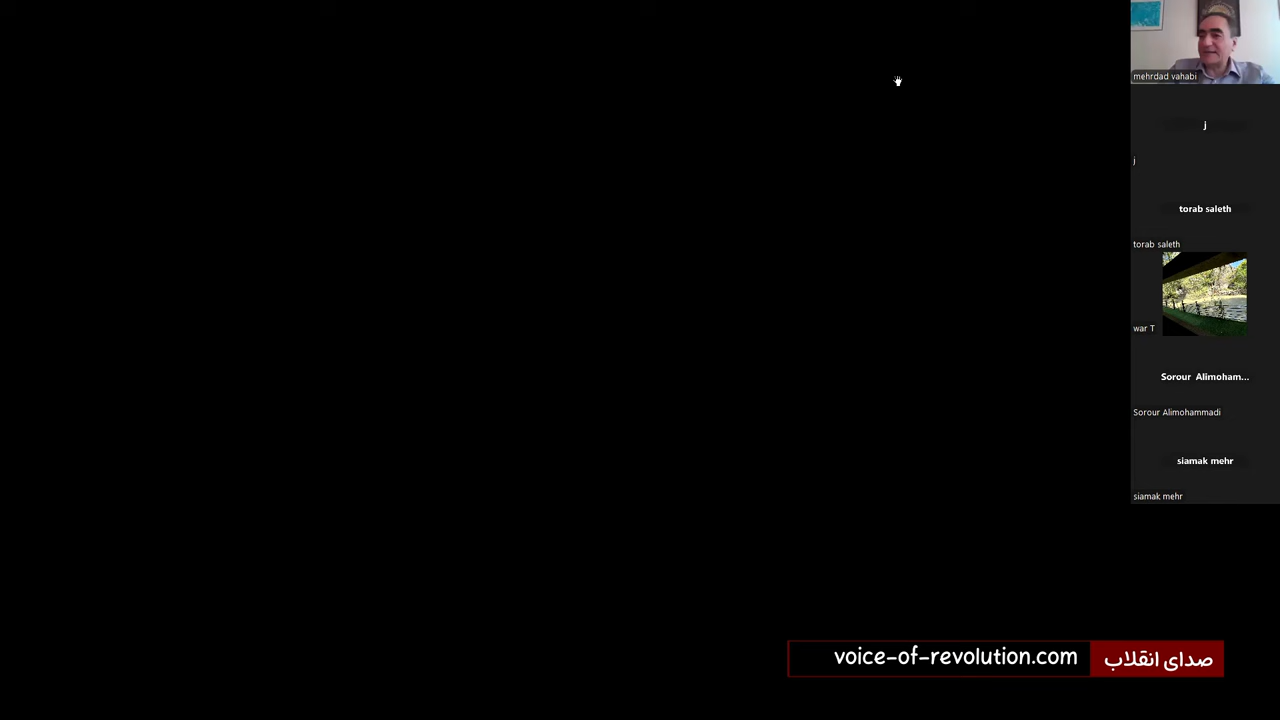 mehrdad vahabi
j
j
torab saleth
torab saleth
war T
Sorour Alimoham...
Sorour Alimohammadi
siamak mehr
siamak mehr
voice-of-revolution.com صدای انقلاب